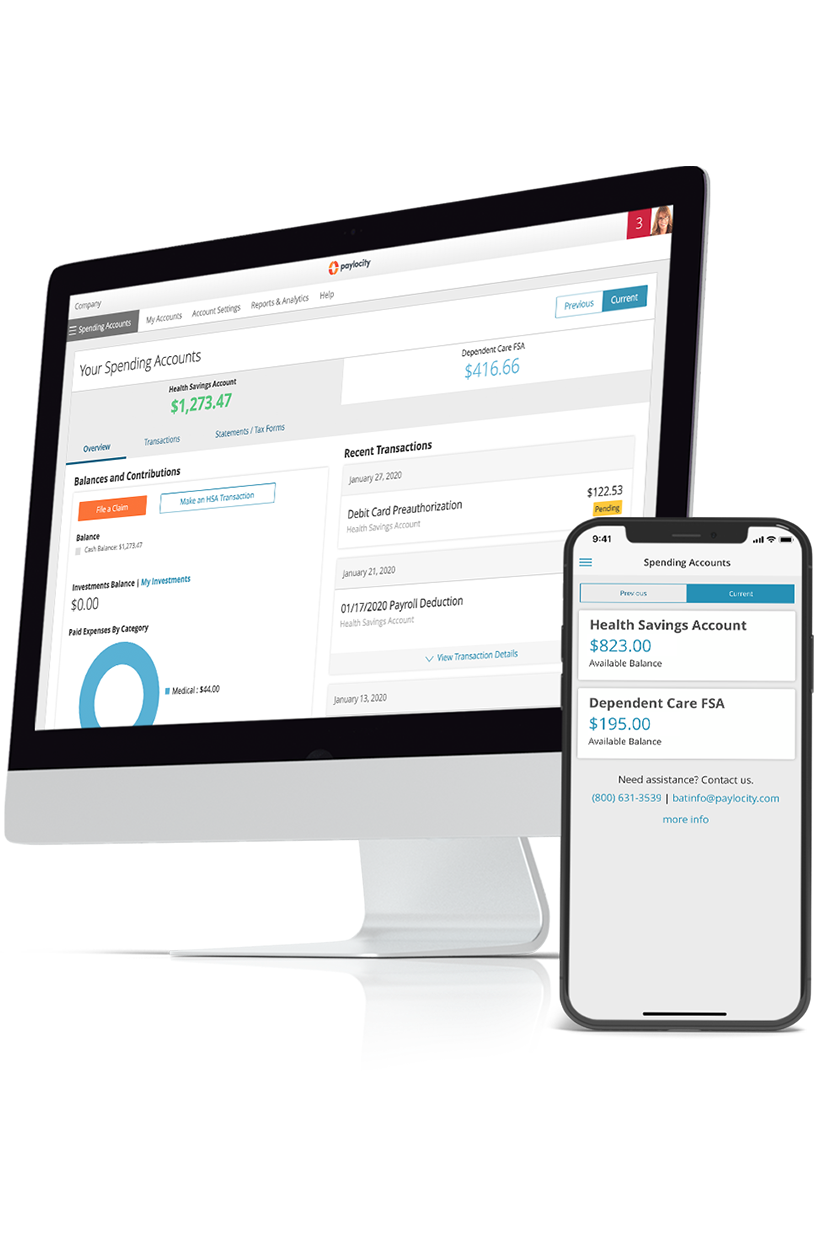 3
paylocity
Company
Spending Accounts
My Accounts
Account Settings
Reports & Analytics
Help
Your Spending Accounts
Previous
Current
Health Savings Account
$1,273.47
Dependent Care FSA
$416.66
Overview
Transactions
Statements / Tax Forms
Balances and Contributions
File a Claim
Make an HSA Transaction
Balance
Cash Balance: $1,273.47
Investments Balance | My Investments
$0.00
Paid Expenses By Category
Medical : $44.00
Recent Transactions
January 27, 2020
Debit Card Preauthorization
$122.53
Health Savings Account
Pending
January 21, 2020
01/17/2020 Payroll Deduction
Health Savings Account
View Transaction Details
January 13, 2020
9:41
Spending Accounts
Previous
Current
Health Savings Account
$823.00
Available Balance
Dependent Care FSA
$195.00
Available Balance
Need assistance? Contact us.
(800) 631-3539 | batinfo@paylocity.com
more info